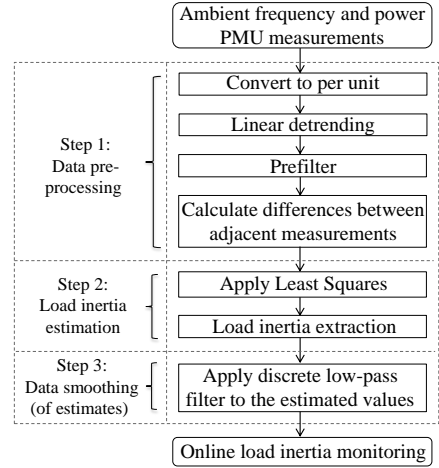 Ambient frequency and power
PMU measurements
Step 1:
Data pre-
processing
Convert to per unit
Linear detrending
Prefilter
Calculate differences between
adjacent measurements
Step 2:
Load inertia
estimation
Apply Least Squares
Load inertia extraction
Step 3:
Data smoothing
(of estimates)
Apply discrete low-pass
filter to the estimated values
Online load inertia monitoring